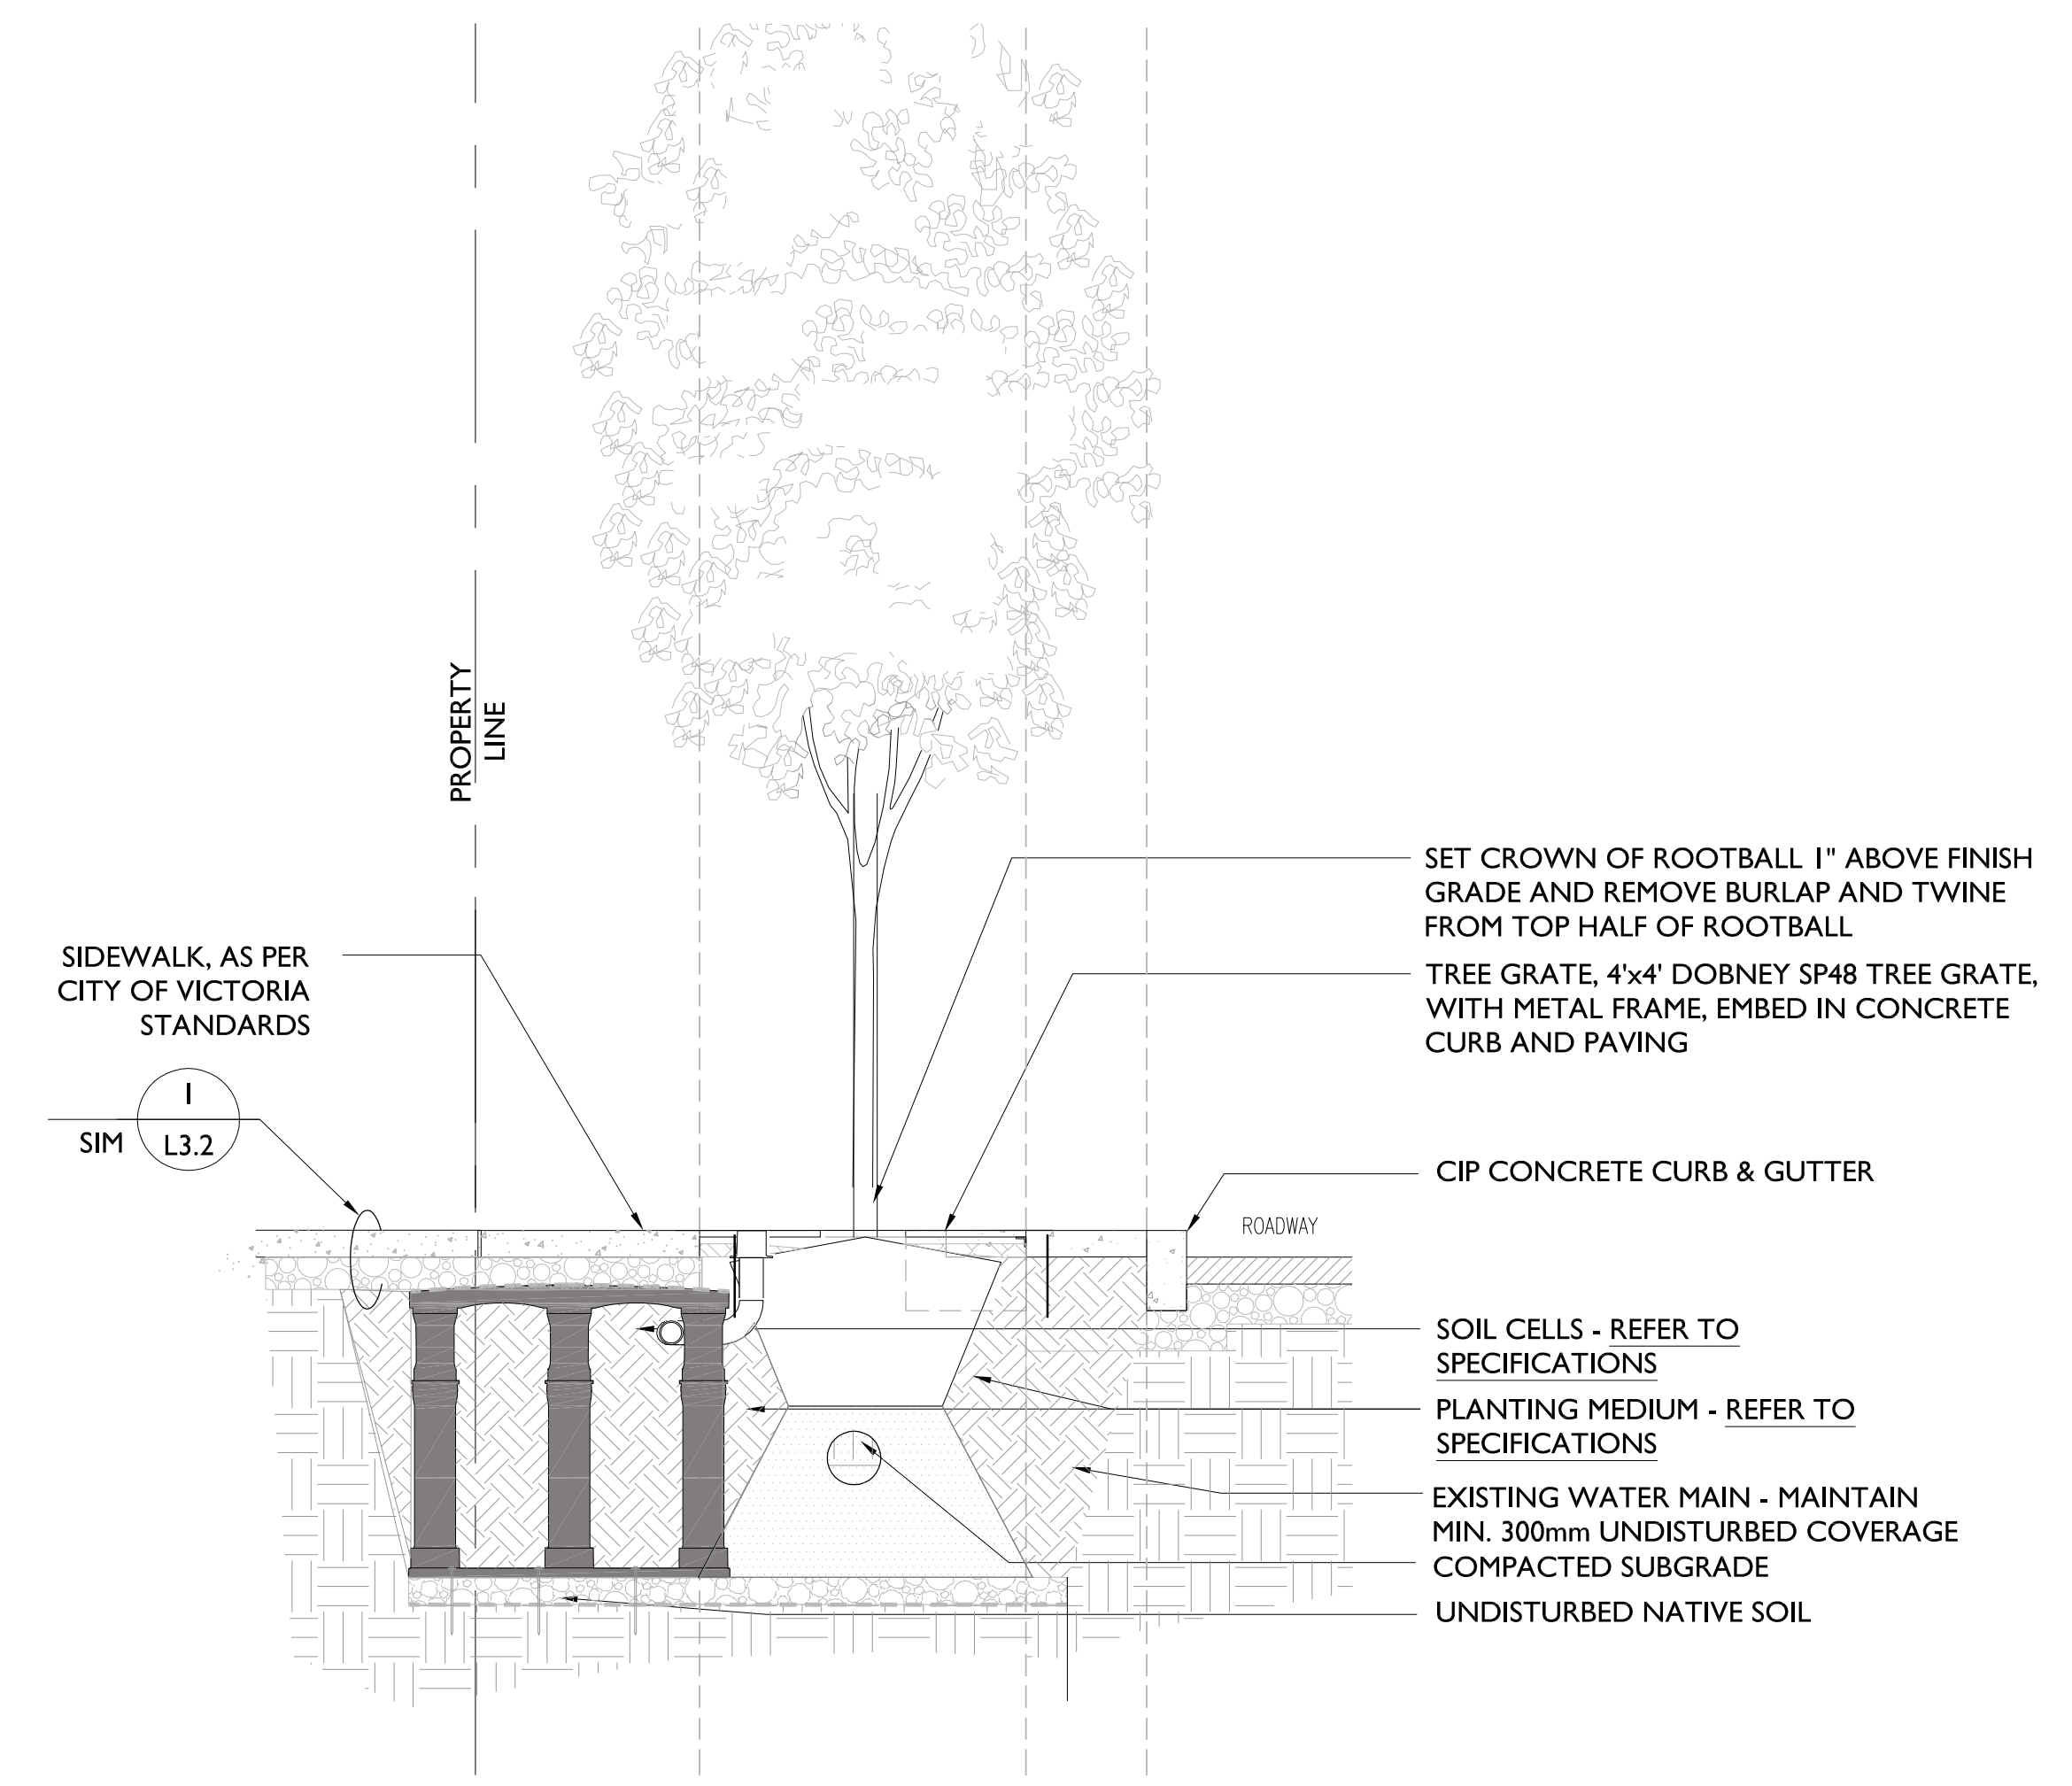 PROPERTY
LINE
SIDEWALK, AS PER
CITY OF VICTORIA
STANDARDS
1
SIM
L3.2
SET CROWN OF ROOTBALL 1" ABOVE FINISH
GRADE AND REMOVE BURLAP AND TWINE
FROM TOP HALF OF ROOTBALL
TREE GRATE, 4'x4' DOBNEY SP48 TREE GRATE,
WITH METAL FRAME, EMBED IN CONCRETE
CURB AND PAVING
CIP CONCRETE CURB & GUTTER
ROADWAY
SOIL CELLS - REFER TO
SPECIFICATIONS
PLANTING MEDIUM - REFER TO
SPECIFICATIONS
EXISTING WATER MAIN - MAINTAIN
MIN. 300mm UNDISTURBED COVERAGE
COMPACTED SUBGRADE
UNDISTURBED NATIVE SOIL